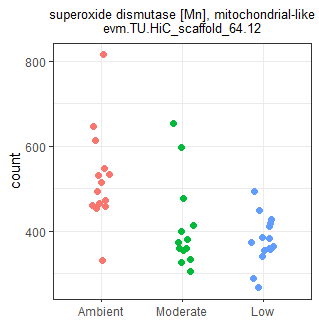 superoxide dismutase [Mn], mitochondrial-like
evm.TU.HiC_scaffold_64.12
800
600
400
count
Ambient
Moderate
Low